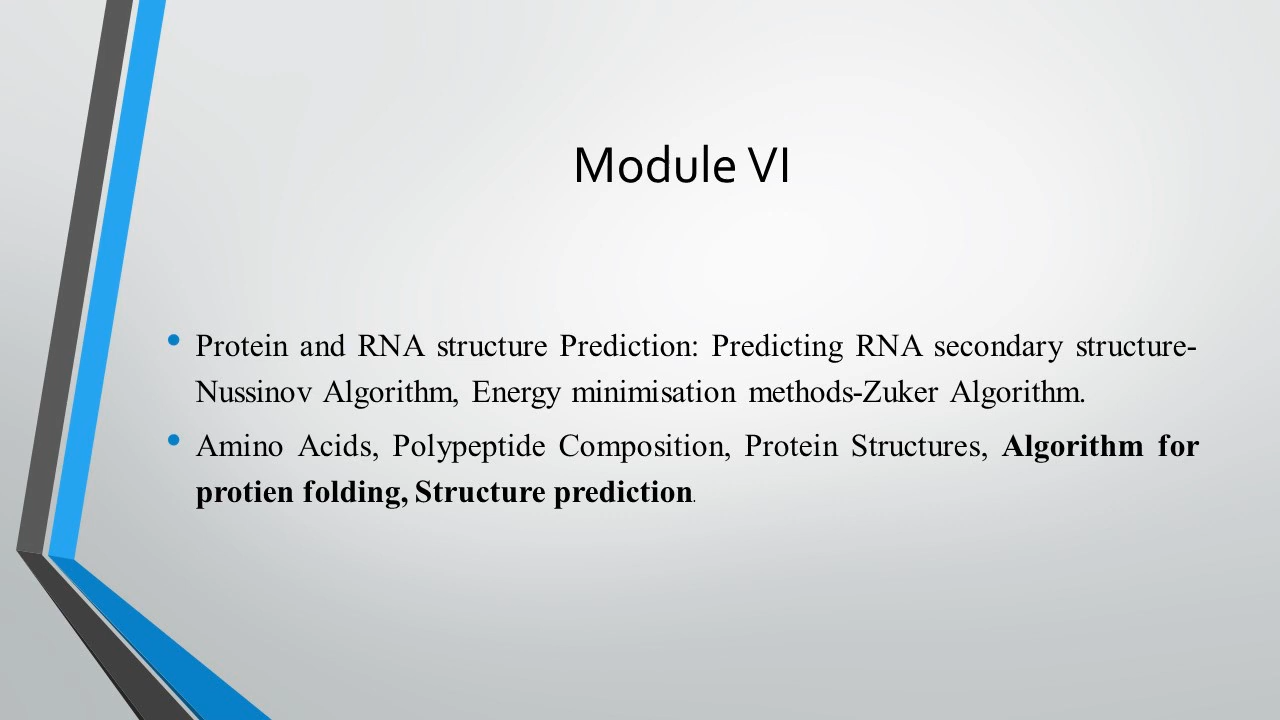 Module VI
• Protein and RNA structure Prediction: Predicting RNA secondary structure-
Nussinov Algorithm, Energy minimisation methods-Zuker Algorithm.
• Amino Acids, Polypeptide Composition, Protein Structures, Algorithm for
protien folding, Structure prediction.